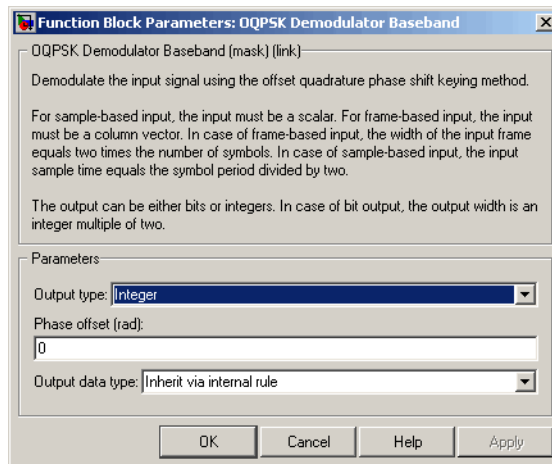 Function Block Parameters: OQPSK Demodulator Baseband
OQPSK Demodulator Baseband (mask) (link)
Demodulate the input signal using the offset quadrature phase shift keying method.
For sample-based input, the input must be a scalar. For frame-based input, the input
must be a column vector. In case of frame-based input, the width of the input frame
equals two times the number of symbols. In case of sample-based input, the input
sample time equals the symbol period divided by two.
The output can be either bits or integers. In case of bit output, the output width is an
integer multiple of two.
Parameters
Output type: Integer
Phase offset (rad):
0
Output data type: Inherit via internal rule
OK Cancel Help Apply